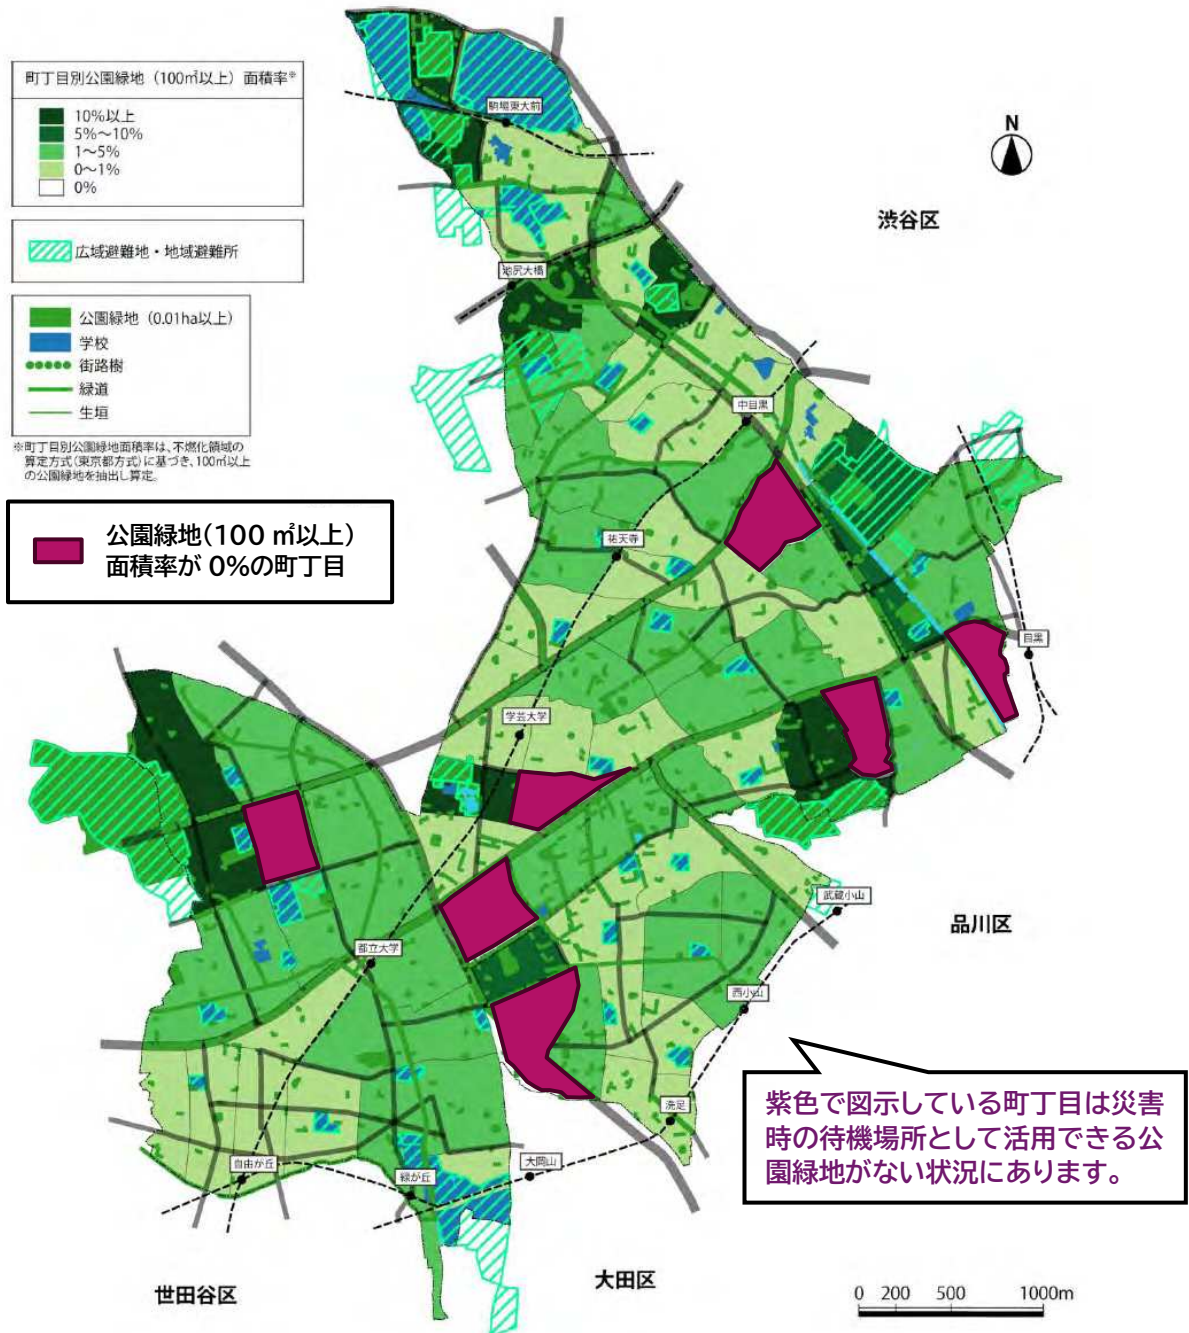 町丁目別公園緑地（100㎡以上）面積率※
10%以上
5%～10%
1～5%
0～1%
0%
広域避難地・地域避難所
公園緑地（0.01ha以上）
学校
街路樹
緑道
生垣
※町丁目別公園緑地面積率は、不燃化領域の
算定方式（東京都方式）に基づき、100㎡以上
の公園緑地を抽出し算定。
公園緑地（100 ㎡以上）
面積率が 0%の町丁目
N
渋谷区
駒場東大前
池尻大橋
中目黒
祐天寺
目黒
学芸大学
武蔵小山
品川区
都立大学
西小山
洗足
大岡山
自由が丘
緑が丘
紫色で図示している町丁目は災害
時の待機場所として活用できる公
園緑地がない状況にあります。
世田谷区
大田区
0 200 500 1000m